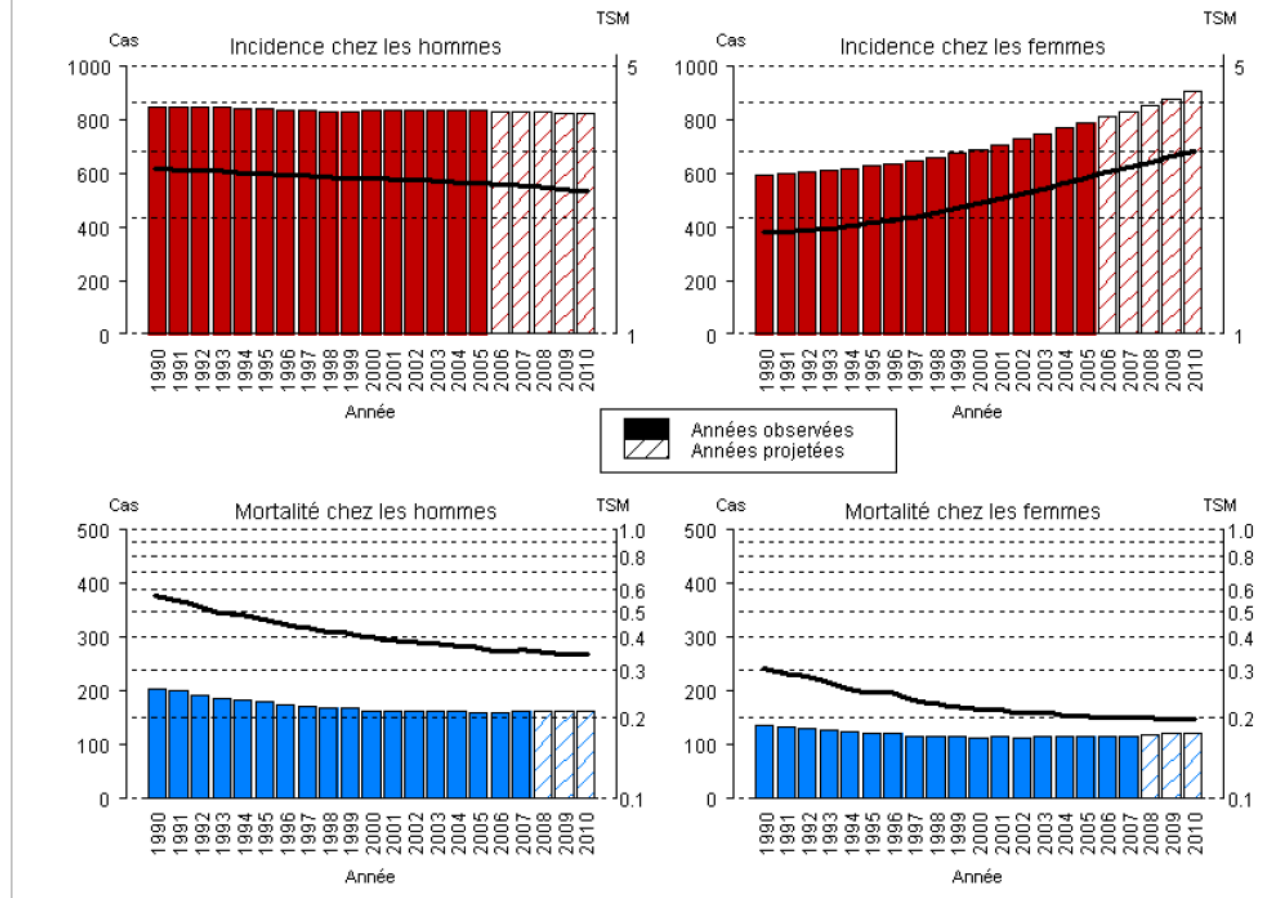 TSM
TSM
Cas
Incidence chez les hommes
Cas
Incidence chez les femmes
1000
5
1000
5
800
800
600
600
400
400
200
200
0
1
0
1
1990 1991 1992 1993 1994 1995 1996 1997 1998 1999 2000 2001 2002 2003 2004 2005 2006 2007 2008 2009 2010
1990 1991 1992 1993 1994 1995 1996 1997 1998 1999 2000 2001 2002 2003 2004 2005 2006 2007 2008 2009 2010
Année
Année
Années observées
Années projetées
Cas
Mortalité chez les hommes
TSM
Cas
Mortalité chez les femmes
TSM
500
1.0
500
1.0
0.8
0.8
400
400
0.6
0.6
0.5
0.5
300
0.4
300
0.4
0.3
0.3
200
0.2
200
0.2
100
100
0
0.1
0
0.1
1990 1991 1992 1993 1994 1995 1996 1997 1998 1999 2000 2001 2002 2003 2004 2005 2006 2007 2008 2009 2010
1990 1991 1992 1993 1994 1995 1996 1997 1998 1999 2000 2001 2002 2003 2004 2005 2006 2007 2008 2009 2010
Année
Année